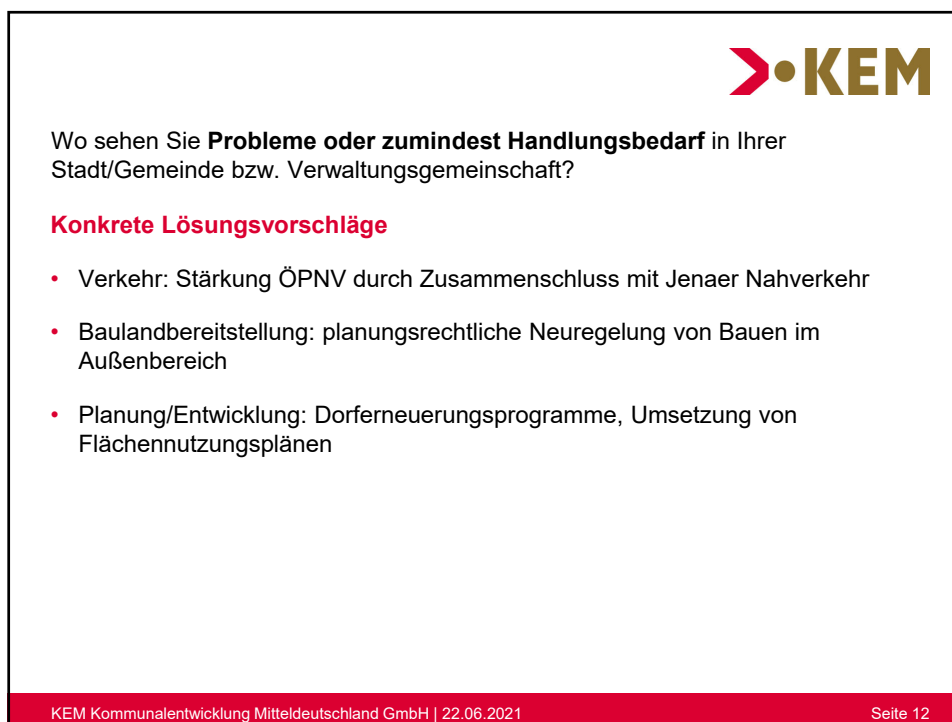 KEM
Wo sehen Sie Probleme oder zumindest Handlungsbedarf in Ihrer
Stadt/Gemeinde bzw. Verwaltungsgemeinschaft?
Konkrete Lösungsvorschläge
• Verkehr: Stärkung ÖPNV durch Zusammenschluss mit Jenaer Nahverkehr
• Baulandbereitstellung: planungsrechtliche Neuregelung von Bauen im
Außenbereich
• Planung/Entwicklung: Dorferneuerungsprogramme, Umsetzung von
Flächennutzungsplänen
KEM Kommunalentwicklung Mitteldeutschland GmbH | 22.06.2021 Seite 12